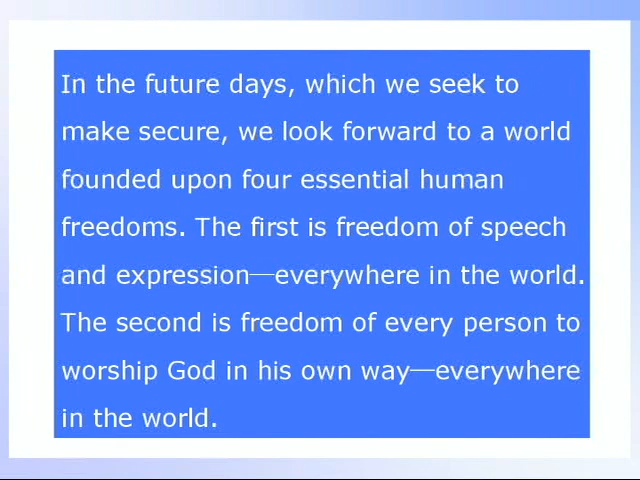 In the future days, which we seek to
make secure, we look forward to a world
founded upon four essential human
freedoms. The first is freedom of speech
and expression—everywhere in the world.
The second is freedom of every person to
worship God in his own way—everywhere
in the world.